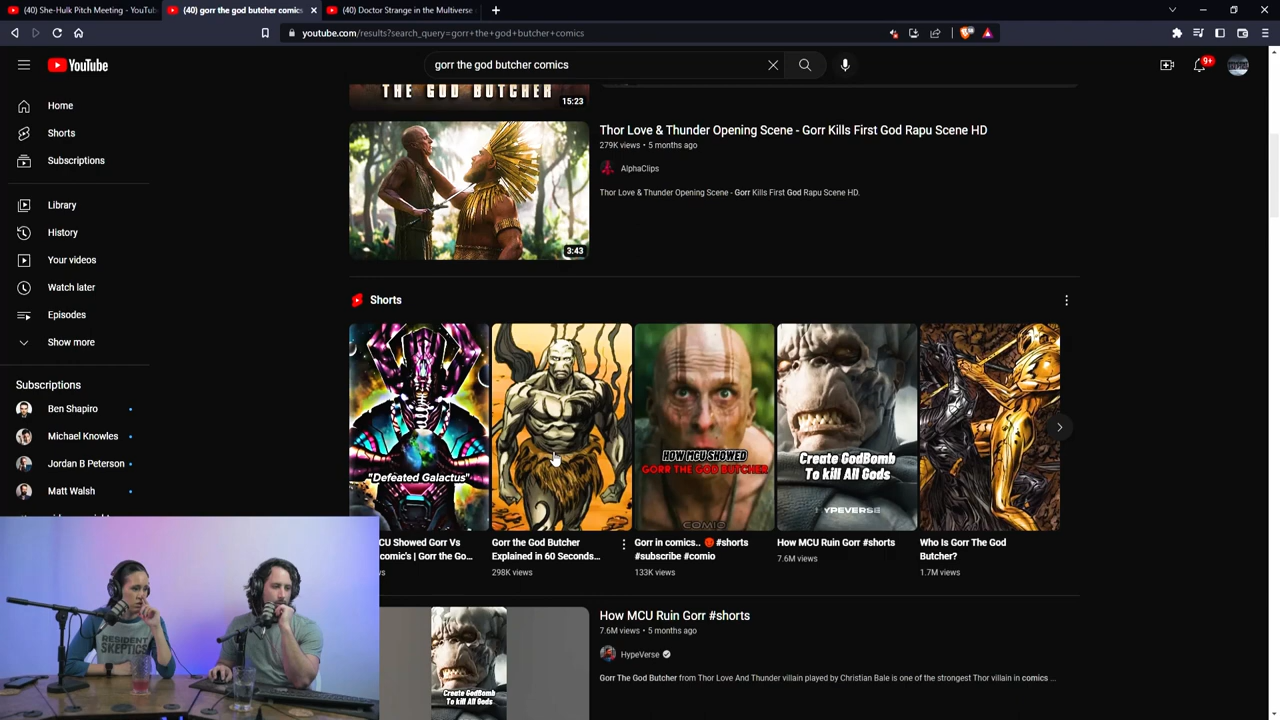 (40) She-Hulk Pitch Meeting - YouTub
(40) gorr the god butcher comics
(40) Doctor Strange in the Multiverse
youtube.com/results?search_query=gorr+the+god+butcher+comics
YouTube
gorr the god butcher comics
9+
Home
Shorts
Subscriptions
Library
History
Your videos
Watch later
Episodes
Show more
Subscriptions
Ben Shapiro
Michael Knowles
Jordan B Peterson
Matt Walsh
THE GOD BUTCHER
15:23
Thor Love & Thunder Opening Scene - Gorr Kills First God Rapu Scene HD
279K views • 5 months ago
AlphaClips
Thor Love & Thunder Opening Scene - Gorr Kills First God Rapu Scene HD.
3:43
Shorts
"Defeated Galactus"
HOW MCU SHOWED
GORR THE GOD BUTCHER
COMIO
Create GodBomb
To kill All Gods
HYPEVERSE
CU Showed Gorr Vs
comic's | Gorr the Go...
ws
Gorr the God Butcher
Explained in 60 Seconds...
298K views
Gorr in comics.. #shorts
#subscribe #comio
133K views
How MCU Ruin Gorr #shorts
7.6M views
Who Is Gorr The God
Butcher?
1.7M views
How MCU Ruin Gorr #shorts
7.6M views • 5 months ago
HypeVerse
Gorr The God Butcher from Thor Love And Thunder villain played by Christian Bale is one of the strongest Thor villain in comics ...
Create GodBomb
To kill All Gods
RESIDENT
SKEPTICS